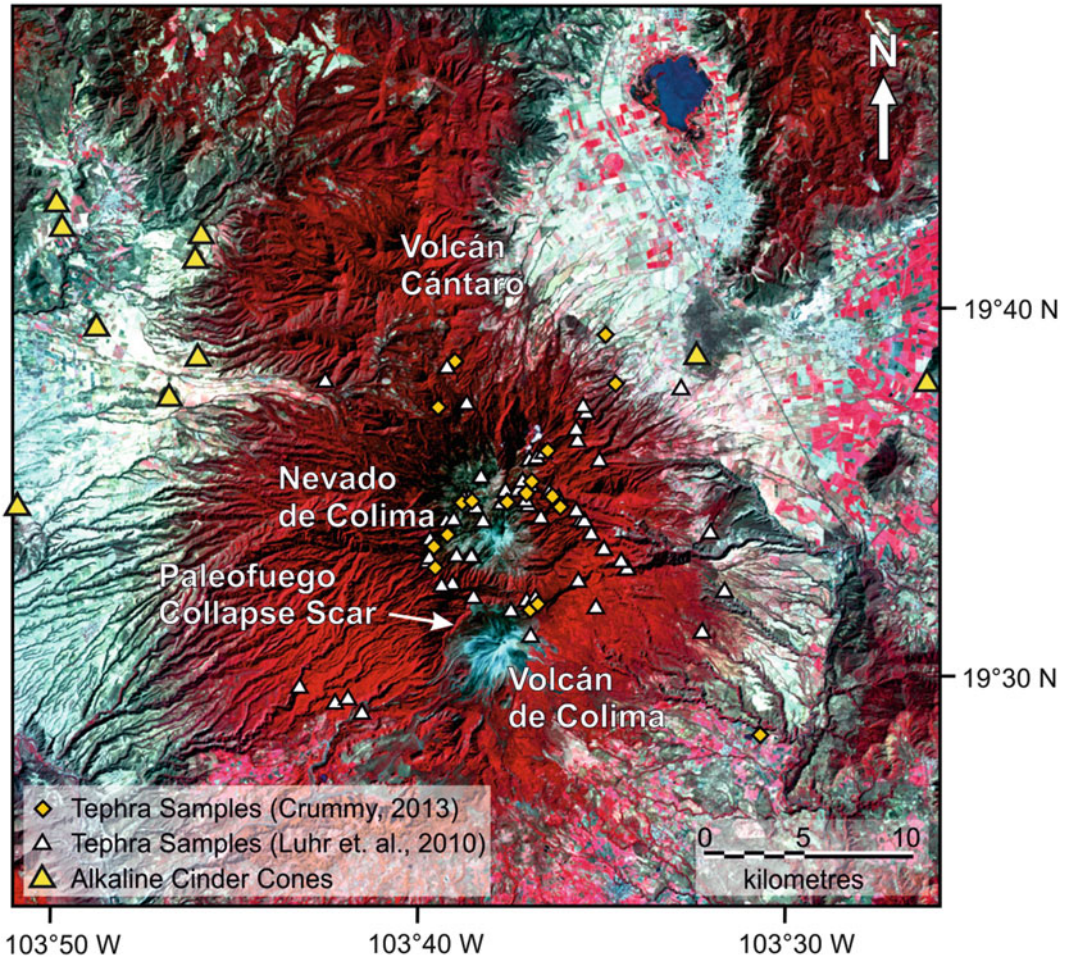 N
Volcán
Cántaro
19°40 N
Nevado
de Colima
Paleofuego
Collapse Scar
Volcán
de Colima
19°30 N
Tephra Samples (Crummy, 2013)
Tephra Samples (Luhr et. al., 2010)
Alkaline Cinder Cones
0 5 10
kilometres
103°50 W 103°40 W 103°30 W